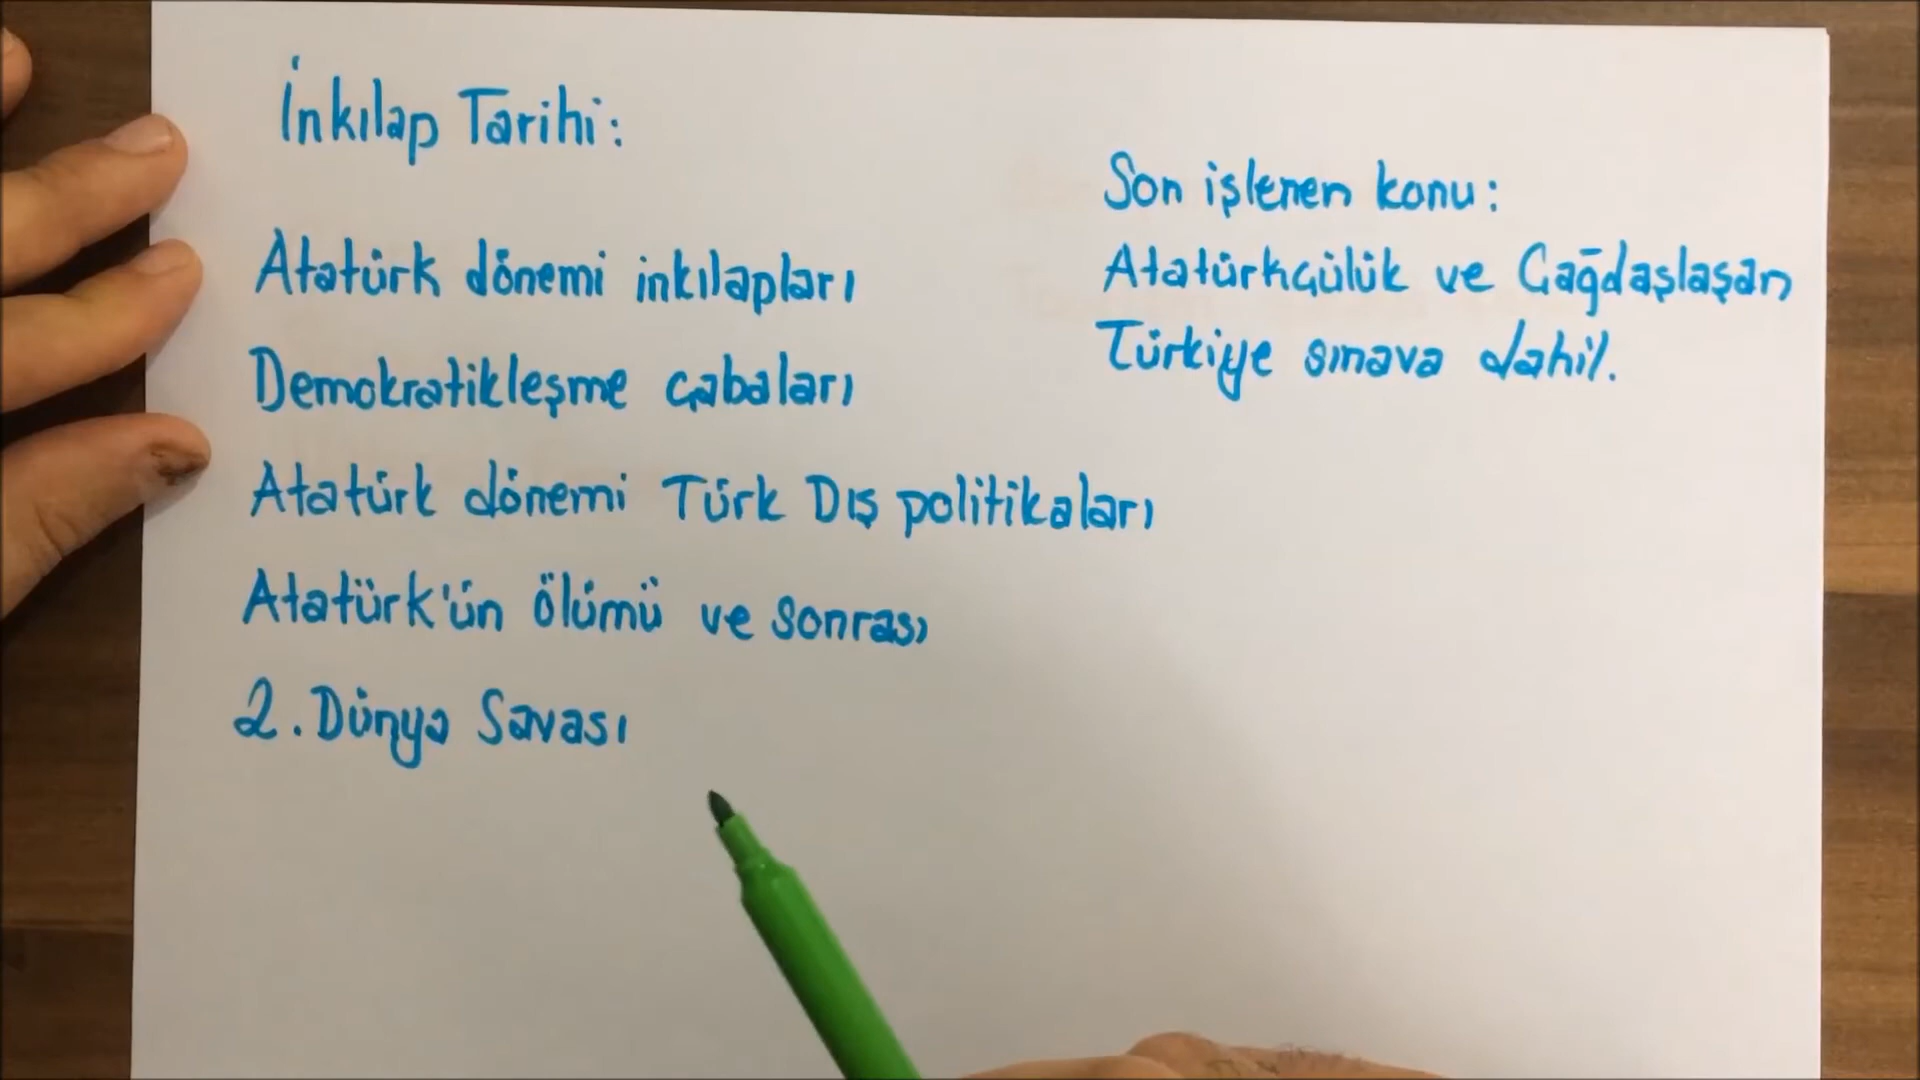 İnkılap Tarihi:
Atatürk dönemi inkılapları
Demokratikleşme çabaları
Atatürk dönemi Türk Dış politikaları
Atatürk'ün ölümü ve sonrası
2. Dünya Savası
Son işlenen konu:
Atatürkçülük ve Çağdaşlaşan
Türkiye sınava dahil.